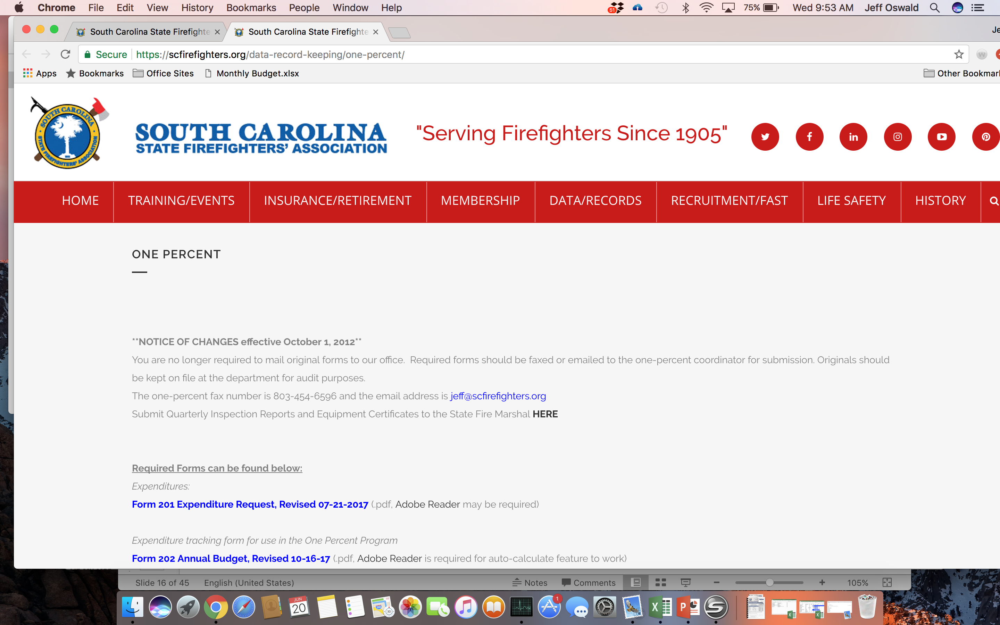 Chrome File Edit View History Bookmarks People Window Help 51 75% Wed 9:53 AM Jeff Oswald
South Carolina State Firefighte South Carolina State Firefighte Je
Secure https://scfirefighters.org/data-record-keeping/one-percent/
Apps Bookmarks Office Sites Monthly Budget.xlsx Other Bookmark
SOUTH CAROLINA
STATE FIREFIGHTERS' ASSOCIATION
SOUTH CAROLINA
STATE FIREFIGHTERS' ASSOCIATION
"Serving Firefighters Since 1905"
HOME TRAINING/EVENTS INSURANCE/RETIREMENT MEMBERSHIP DATA/RECORDS RECRUITMENT/FAST LIFE SAFETY HISTORY
ONE PERCENT
**NOTICE OF CHANGES effective October 1, 2012**
You are no longer required to mail original forms to our office. Required forms should be faxed or emailed to the one-percent coordinator for submission. Originals should
be kept on file at the department for audit purposes.
The one-percent fax number is 803-454-6596 and the email address is jeff@scfirefighters.org
Submit Quarterly Inspection Reports and Equipment Certificates to the State Fire Marshal HERE
Required Forms can be found below:
Expenditures:
Form 201 Expenditure Request, Revised 07-21-2017 (.pdf, Adobe Reader may be required)
Expenditure tracking form for use in the One Percent Program
Form 202 Annual Budget, Revised 10-16-17 (.pdf, Adobe Reader is required for auto-calculate feature to work)
Slide 16 of 45 English (United States) Notes Comments 105%
JUN
20
3D
1